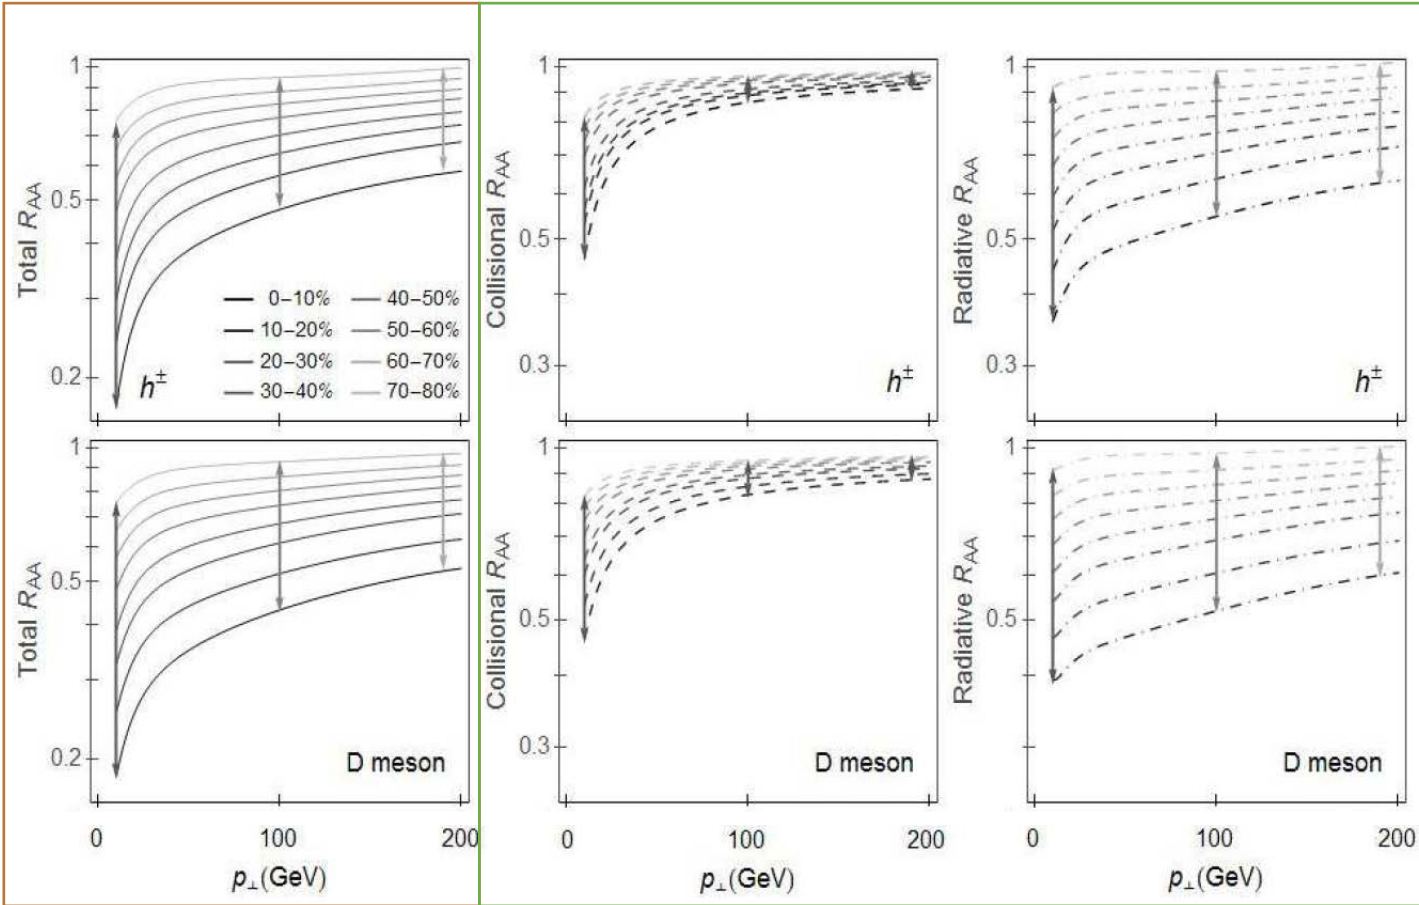 Total R_AA
1
0.5
0.2
0−10%
10−20%
20−30%
30−40%
40−50%
50−60%
60−70%
70−80%
h±
Collisional R_AA
1
0.5
0.3
h±
Radiative R_AA
1
0.5
0.3
h±
Total R_AA
1
0.5
0.2
D meson
0
100
200
p⊥(GeV)
Collisional R_AA
1
0.5
0.3
D meson
0
100
200
p⊥(GeV)
Radiative R_AA
1
0.5
D meson
0
100
200
p⊥(GeV)